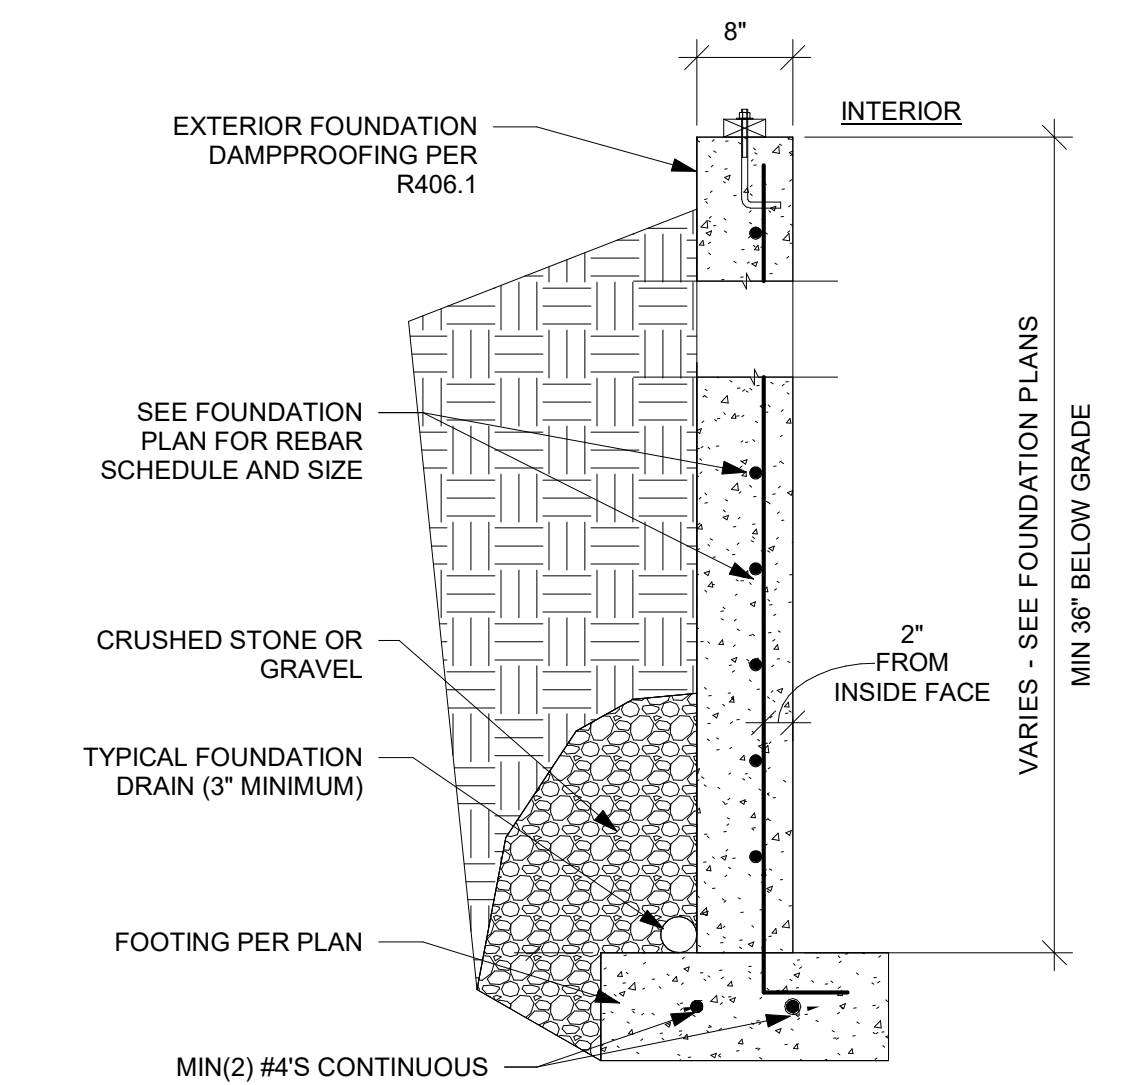 8"
INTERIOR
EXTERIOR FOUNDATION
DAMPPROOFING PER
R406.1
SEE FOUNDATION
PLAN FOR REBAR
SCHEDULE AND SIZE
CRUSHED STONE OR
GRAVEL
2"
FROM
INSIDE FACE
VARIES - SEE FOUNDATION PLANS
MIN 36" BELOW GRADE
TYPICAL FOUNDATION
DRAIN (3" MINIMUM)
FOOTING PER PLAN
MIN(2) #4'S CONTINUOUS